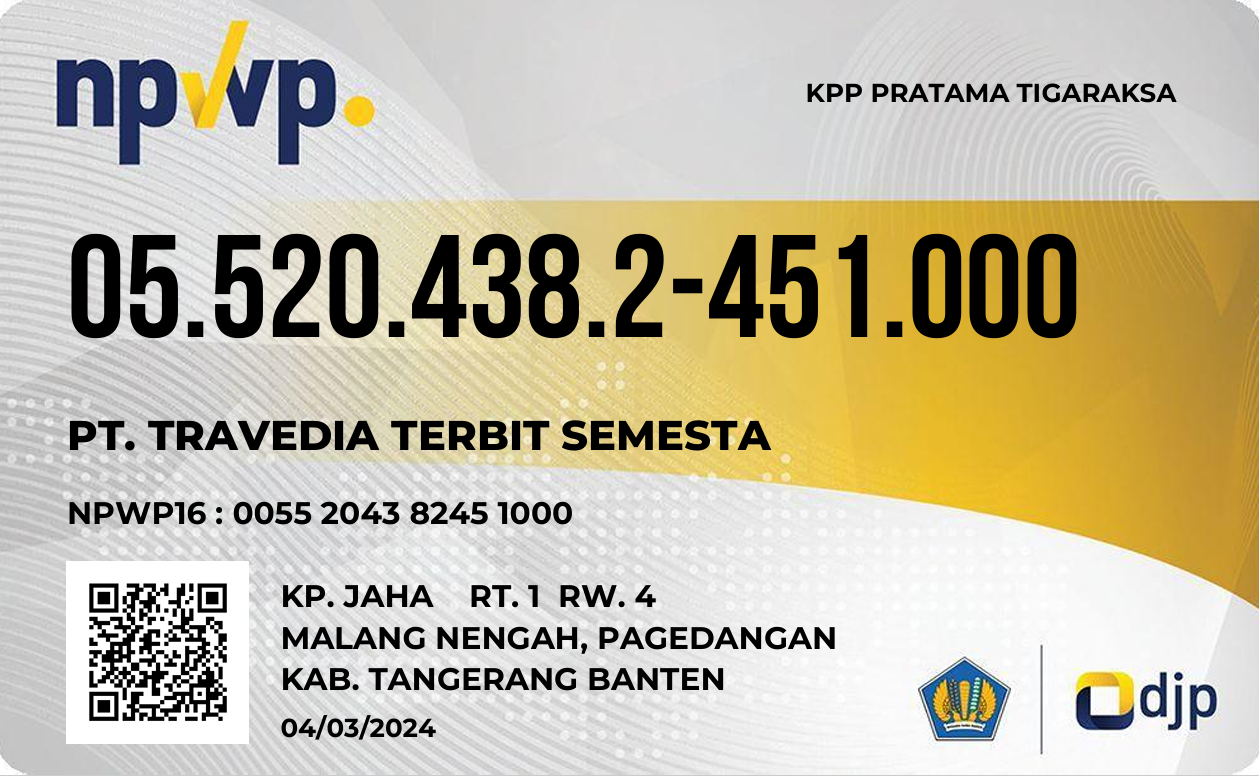 npwp.
KPP PRATAMA TIGARAKSA
05.520.438.2-451.000
PT. TRAVEDIA TERBIT SEMESTA
NPWP16 : 0055 2043 8245 1000
KP. JAHA RT. 1 RW. 4
MALANG NENGAH, PAGEDANGAN
KAB. TANGERANG BANTEN
04/03/2024
djp